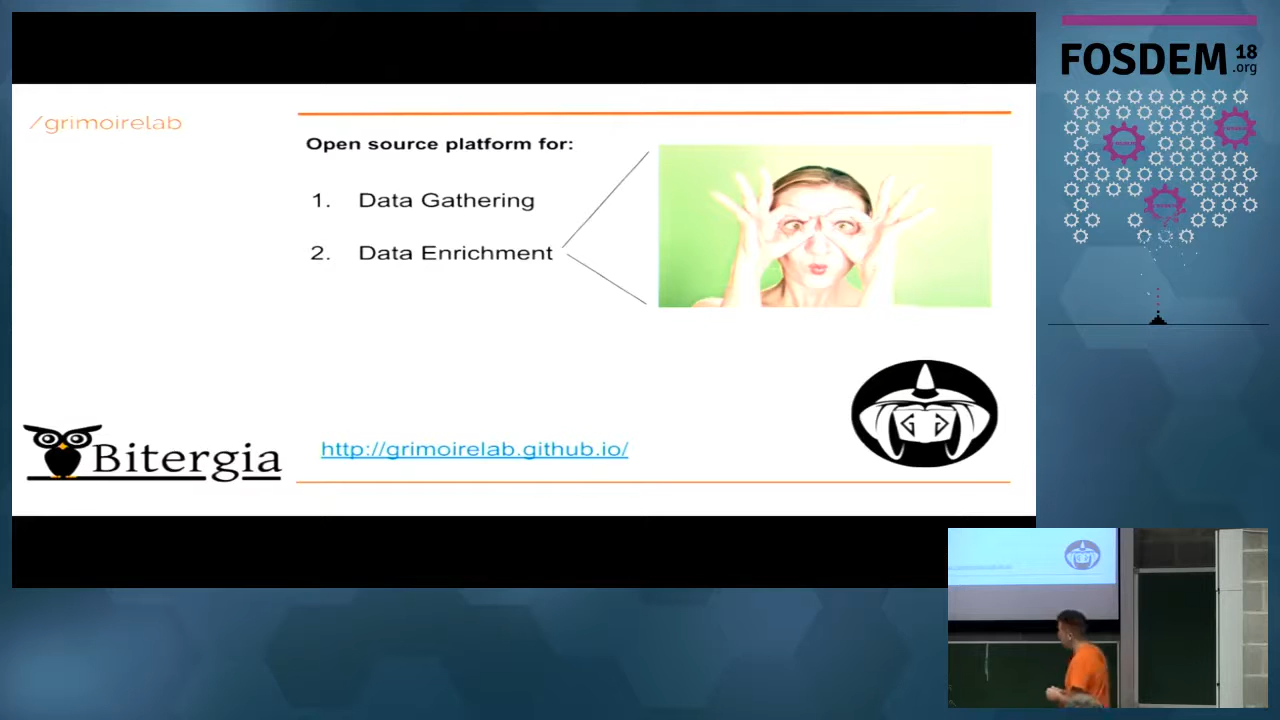 /grimoirelab
Open source platform for:
1. Data Gathering
2. Data Enrichment
http://grimoirelab.github.io/
Bitergia
FOSDEM 18
.org